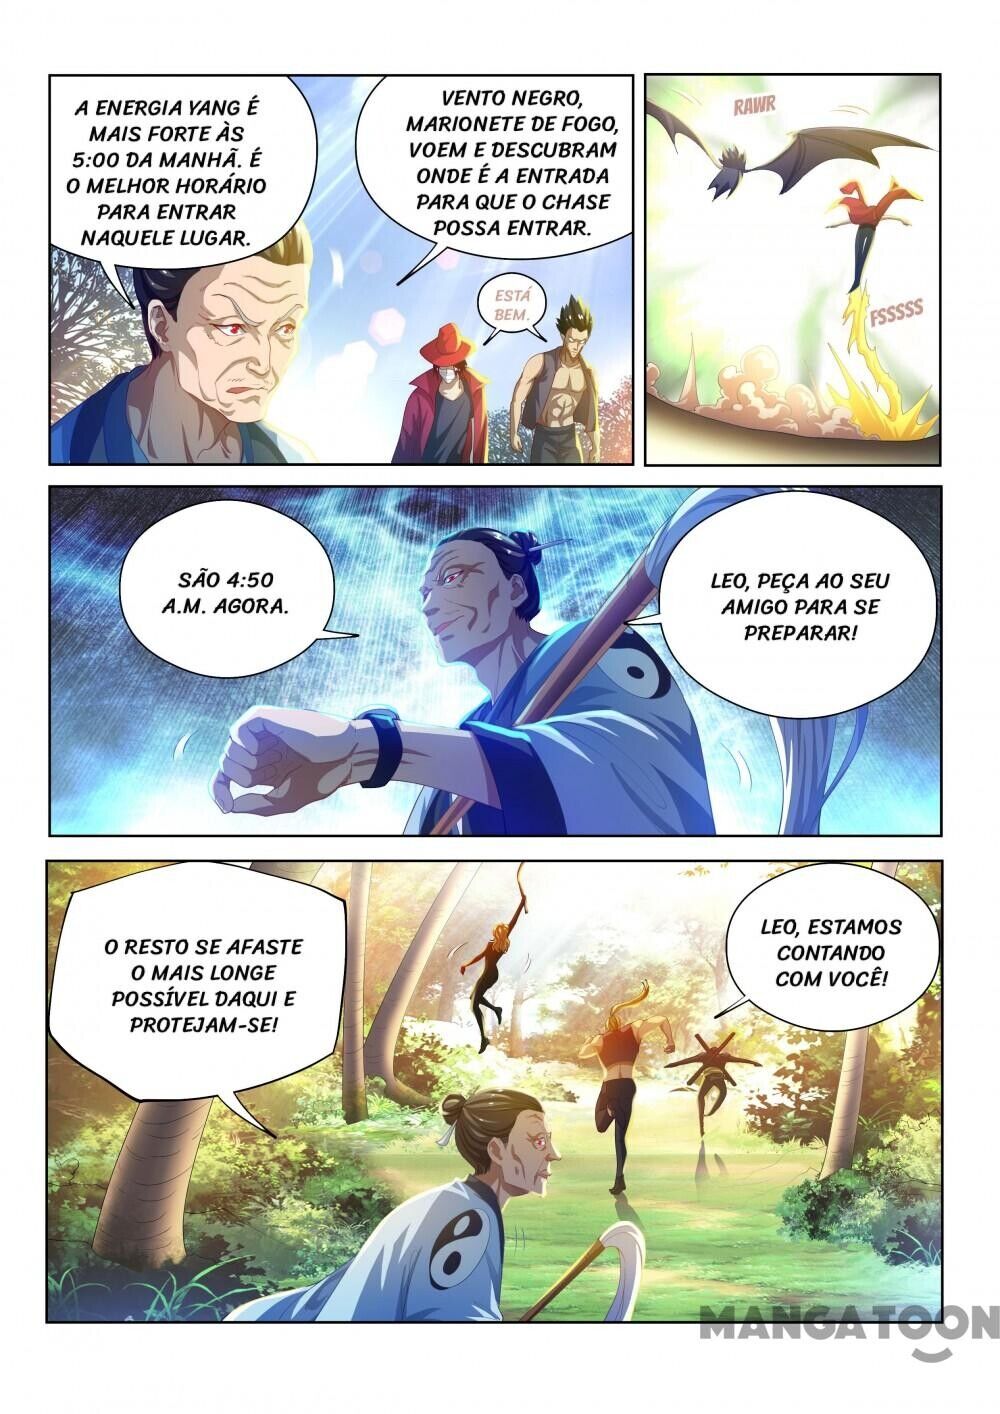 A ENERGIA YANG É
MAIS FORTE ÀS
5:00 DA MANHÃ. É
O MELHOR HORÁRIO
PARA ENTRAR
NAQUELE LUGAR.
VENTO NEGRO,
MARIONETE DE FOGO,
VOEM E DESCUBRAM
ONDE É A ENTRADA
PARA QUE O CHASE
POSSA ENTRAR.
ESTÁ
BEM.
RAWR
FSSSSS
SÃO 4:50
A.M. AGORA.
LEO, PEÇA AO SEU
AMIGO PARA SE
PREPARAR!
O RESTO SE AFASTE
O MAIS LONGE
POSSÍVEL DAQUI E
PROTEJAM-SE!
LEO, ESTAMOS
CONTANDO
COM VOCÊ!
MANGATOON